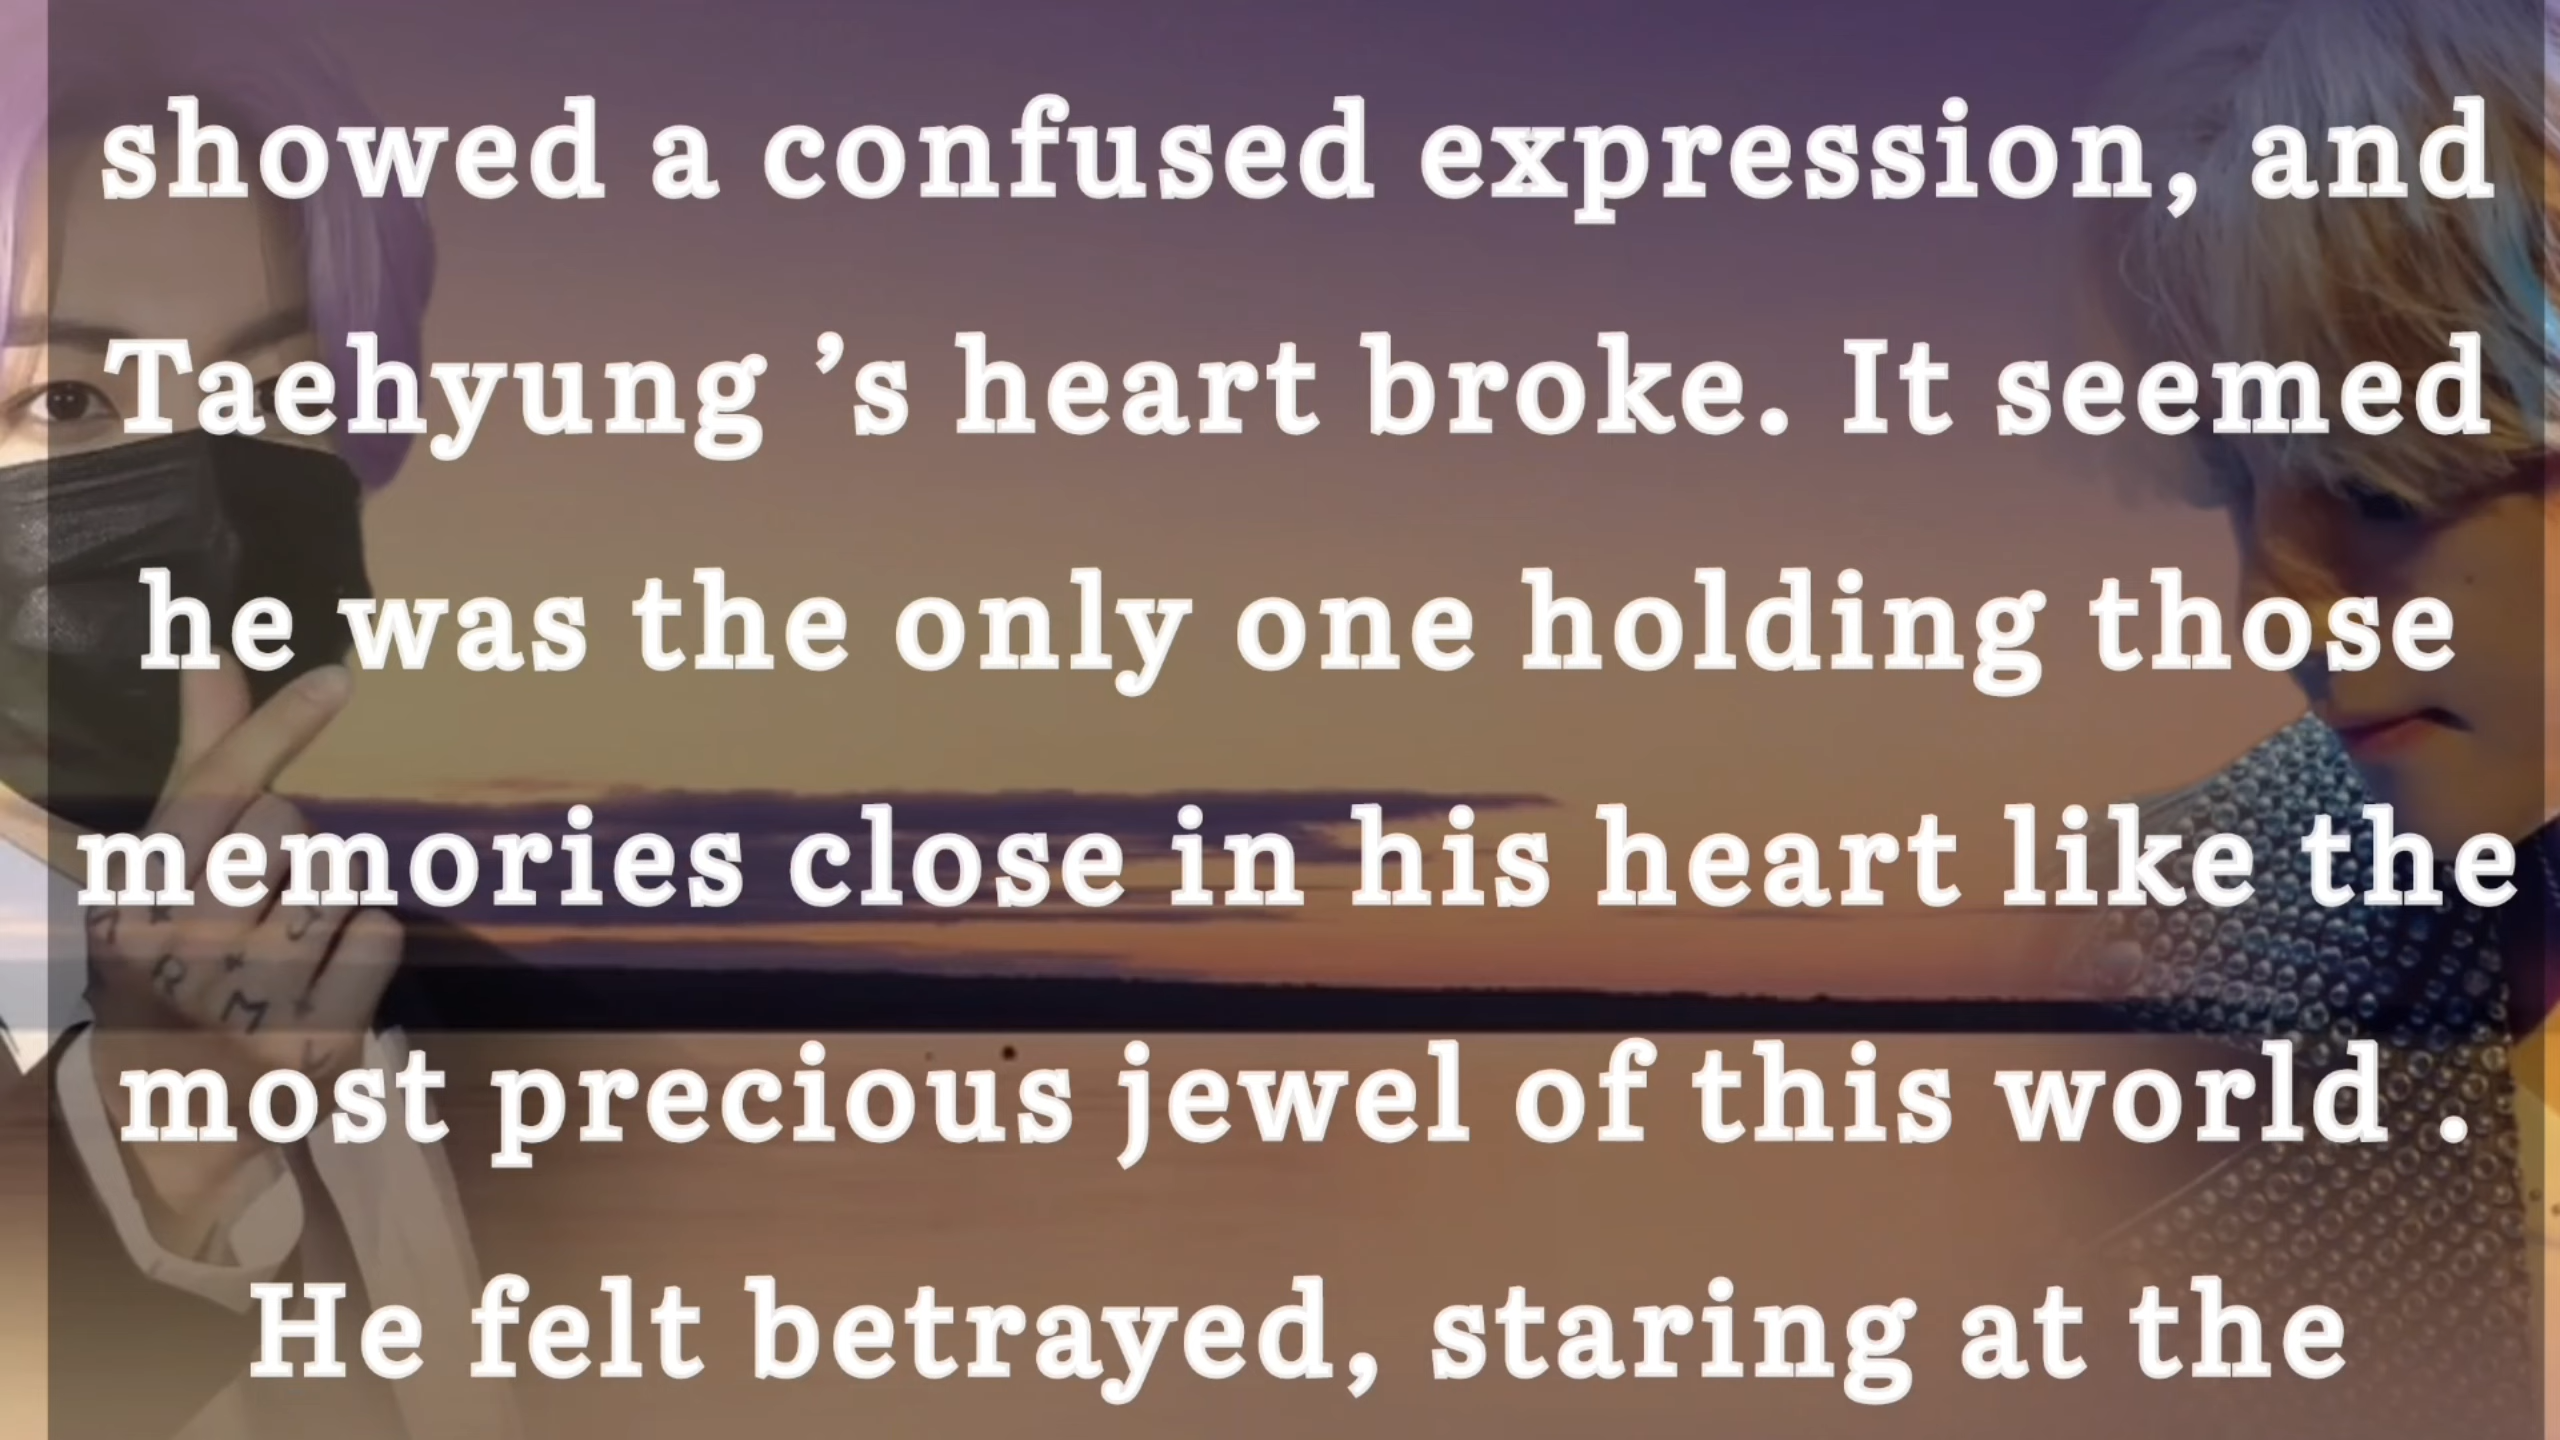 showed a confused expression, and
Taehyung ’s heart broke. It seemed
he was the only one holding those
memories close in his heart like the
most precious jewel of this world .
He felt betrayed, staring at the